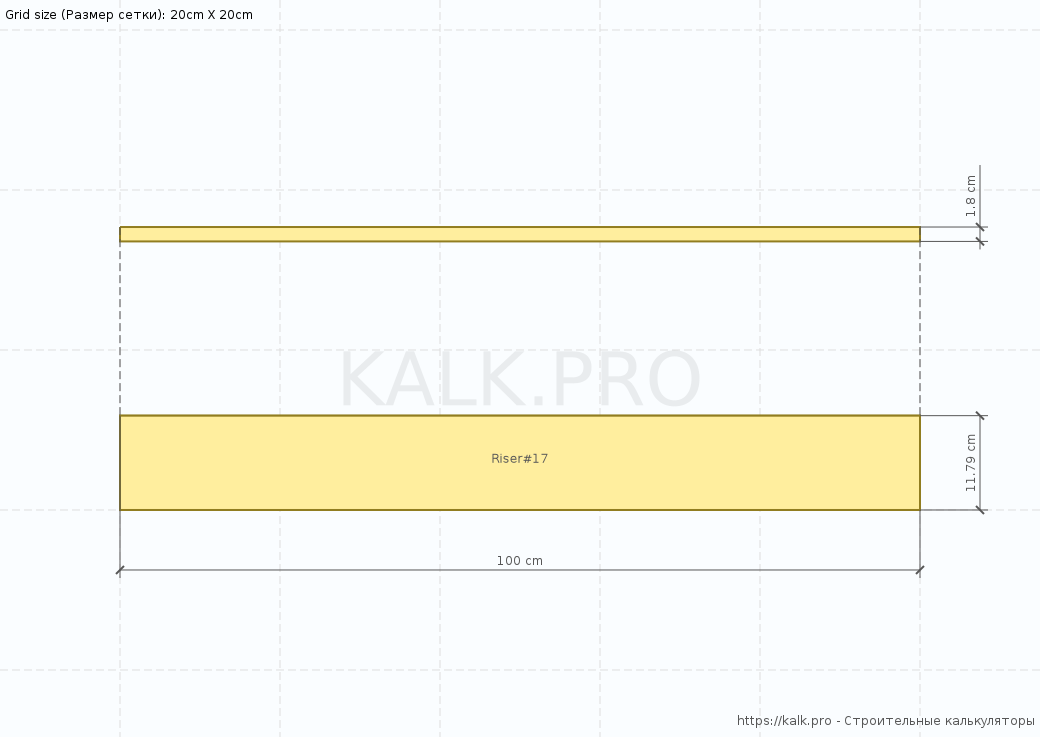 Grid size (Размер сетки): 20cm X 20cm
1.8 cm
KALK.PRO
Riser#17
11.79 cm
100 cm
https://kalk.pro - Строительные калькуляторы